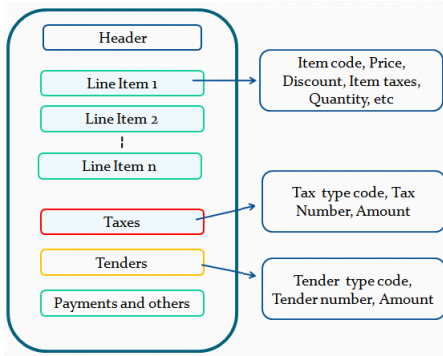 Header
Line Item 1
Line Item 2
Line Item n
Taxes
Tenders
Payments and others
Item code, Price,
Discount, Item taxes,
Quantity, etc
Tax type code, Tax
Number, Amount
Tender type code,
Tender number, Amount